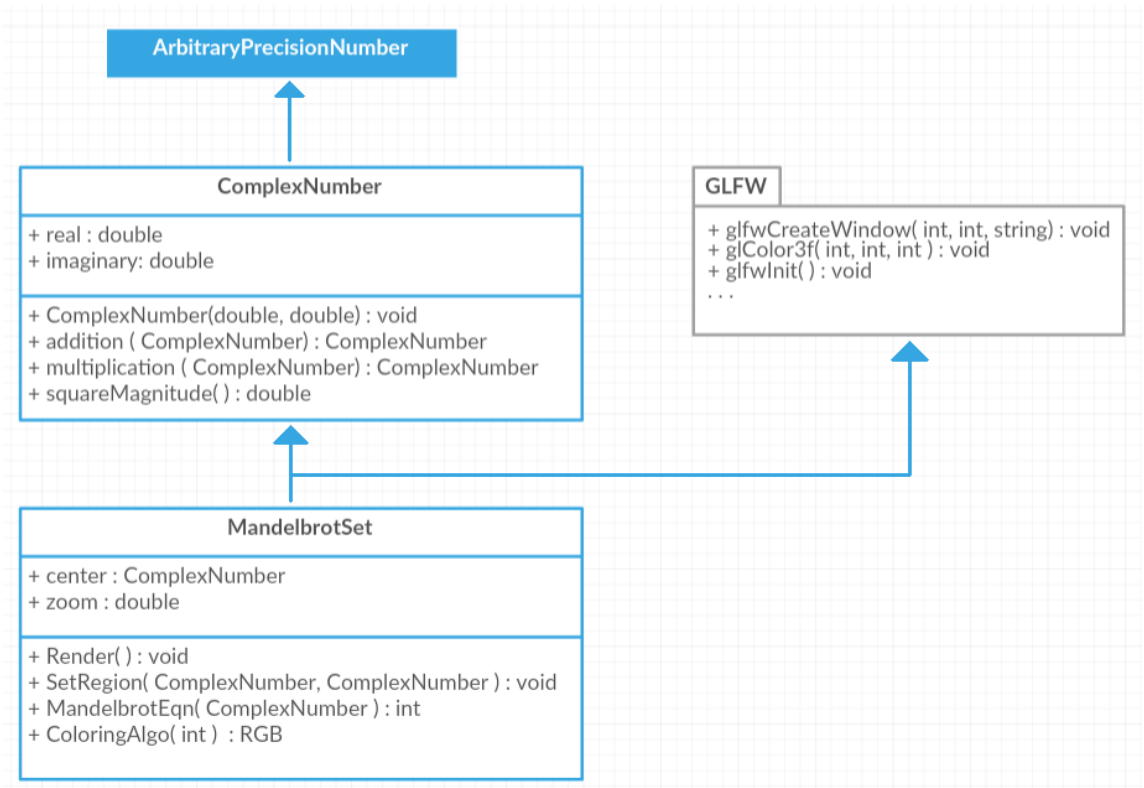 ArbitraryPrecisionNumber
ComplexNumber
+ real : double
+ imaginary: double
+ ComplexNumber(double, double) : void
+ addition ( ComplexNumber) : ComplexNumber
+ multiplication ( ComplexNumber) : ComplexNumber
+ squareMagnitude( ) : double
GLFW
+ glfwCreateWindow( int, int, string) : void
+ glColor3f( int, int, int ) : void
+ glfwInit( ) : void
. . .
MandelbrotSet
+ center : ComplexNumber
+ zoom : double
+ Render( ) : void
+ SetRegion( ComplexNumber, ComplexNumber ) : void
+ MandelbrotEqn( ComplexNumber ) : int
+ ColoringAlgo( int )  : RGB